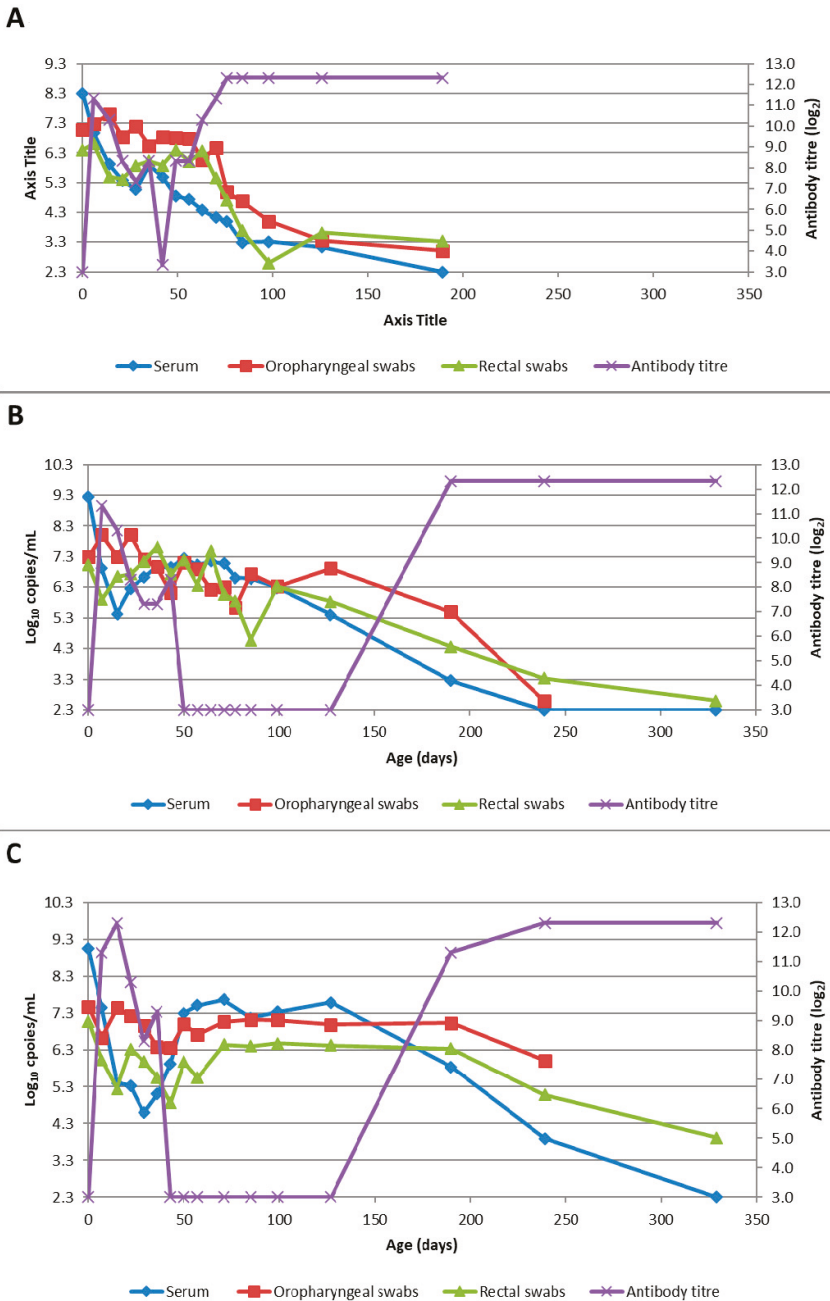 A
9.3 13.0
8.3 12.0
7.3 11.0
6.3 10.0
5.3 9.0
4.3 8.0
3.3 7.0
2.3 6.0
5.0
4.0
3.0
Axis Title
Antibody titre (log2)
0 50 100 150 200 250 300 350
Axis Title
Serum Oropharyngeal swabs Rectal swabs Antibody titre
B
10.3 13.0
9.3 12.0
8.3 11.0
7.3 10.0
6.3 9.0
5.3 8.0
4.3 7.0
3.3 6.0
2.3 5.0
4.0
3.0
Log10 copies/mL
Antibody titre (log2)
0 50 100 150 200 250 300 350
Age (days)
Serum Oropharyngeal swabs Rectal swabs Antibody titre
C
10.3 13.0
9.3 12.0
8.3 11.0
7.3 10.0
6.3 9.0
5.3 8.0
4.3 7.0
3.3 6.0
2.3 5.0
4.0
3.0
Log10 cpoies/mL
Antibody titre (log2)
0 50 100 150 200 250 300 350
Age (days)
Serum Oropharyngeal swabs Rectal swabs Antibody titre